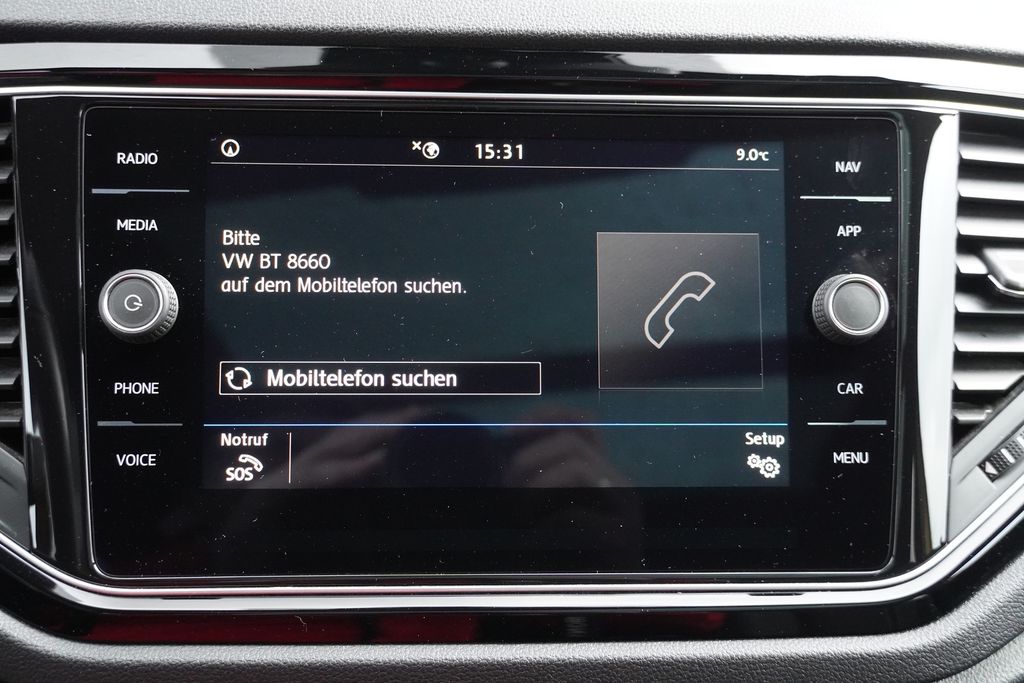 RADIO
MEDIA
PHONE
VOICE
15:31
9.0°C
Bitte
VW BT 8660
auf dem Mobiltelefon suchen.
Mobiltelefon suchen
Notruf
SOS
Setup
NAV
APP
CAR
MENU